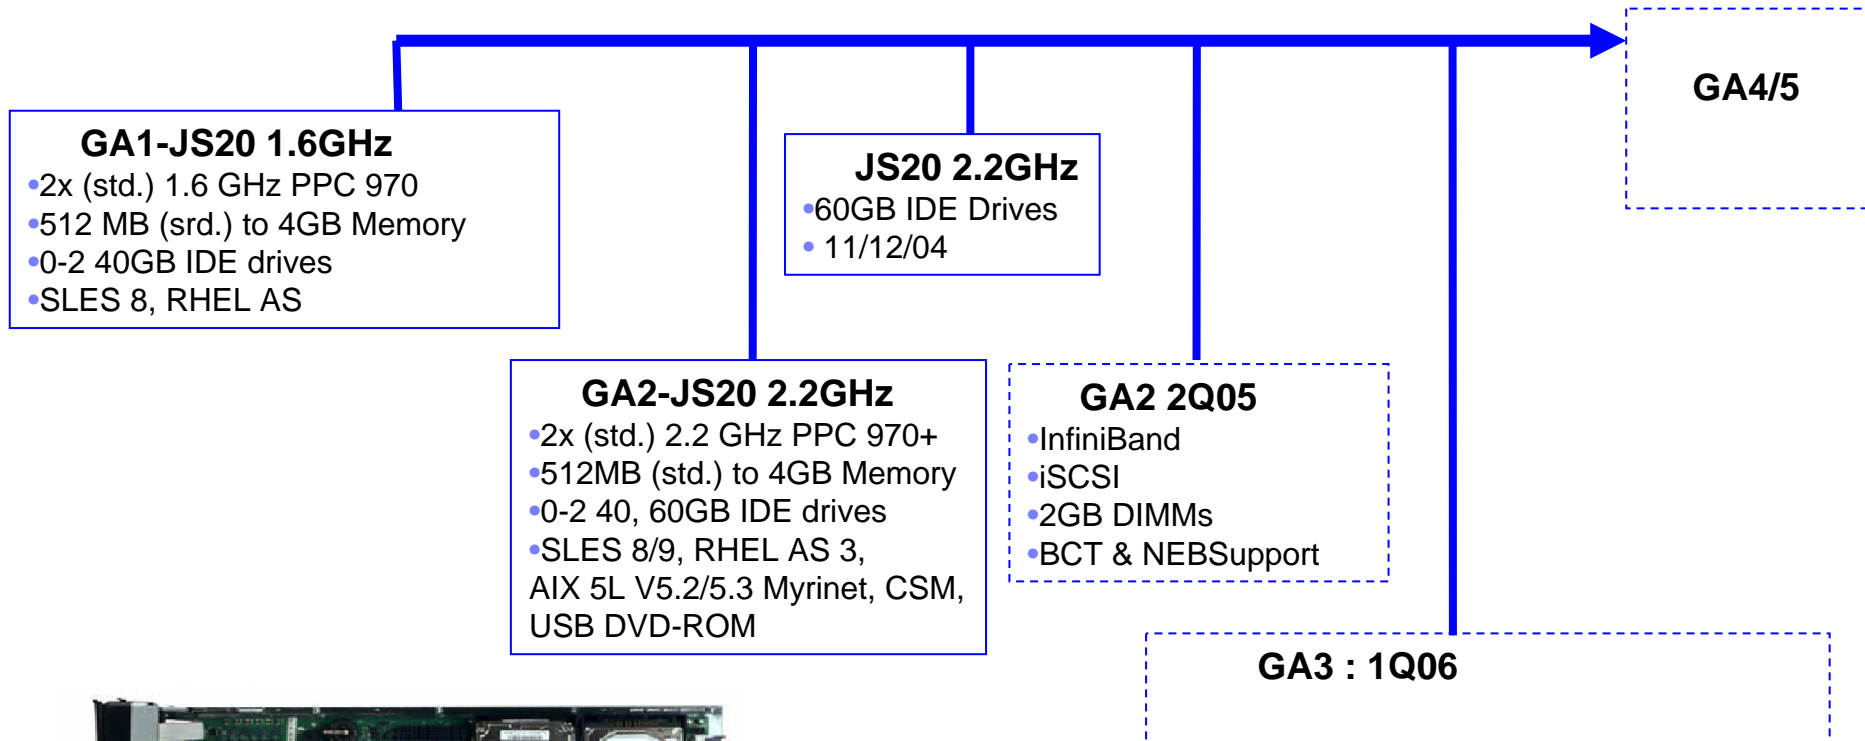 GA4/5
GA1-JS20 1.6GHz
•2x (std.) 1.6 GHz PPC 970
•512 MB (srd.) to 4GB Memory
•0-2 40GB IDE drives
•SLES 8, RHEL AS
JS20 2.2GHz
•60GB IDE Drives
• 11/12/04
GA2-JS20 2.2GHz
•2x (std.) 2.2 GHz PPC 970+
•512MB (std.) to 4GB Memory
•0-2 40, 60GB IDE drives
•SLES 8/9, RHEL AS 3,
AIX 5L V5.2/5.3 Myrinet, CSM,
USB DVD-ROM
GA2 2Q05
•InfiniBand
•iSCSI
•2GB DIMMs
•BCT & NEBSupport
GA3 : 1Q06